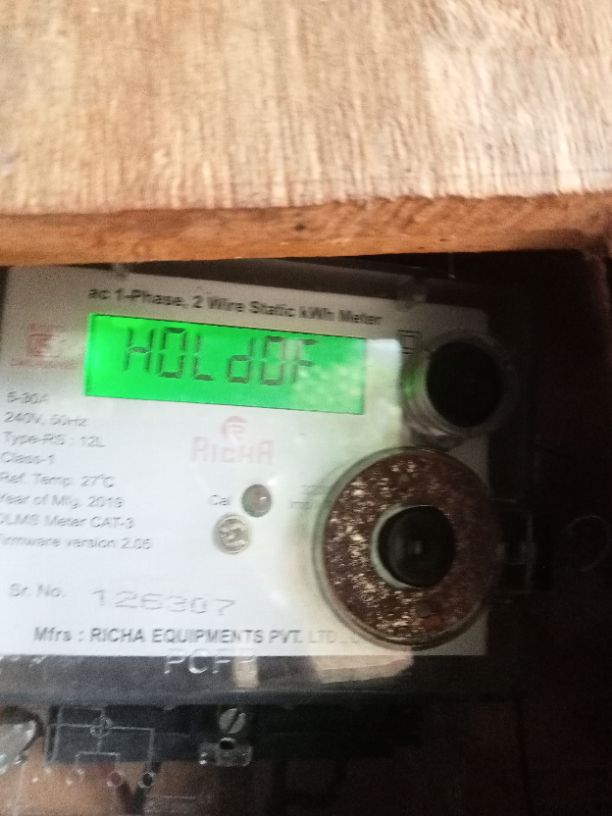 ac 1-Phase, 2 Wire Static kWh Meter
HOLdOF
5-30A
240V, 50Hz
Type-RS : 12L
Class-1
RICHA
Ref. Temp. 27°C
Year of Mfg. 2019
Cal
DLMS Meter CAT-3
Firmware version 2.05
Sr. No. 126307
Mfrs : RICHA EQUIPMENTS PVT. LTD.